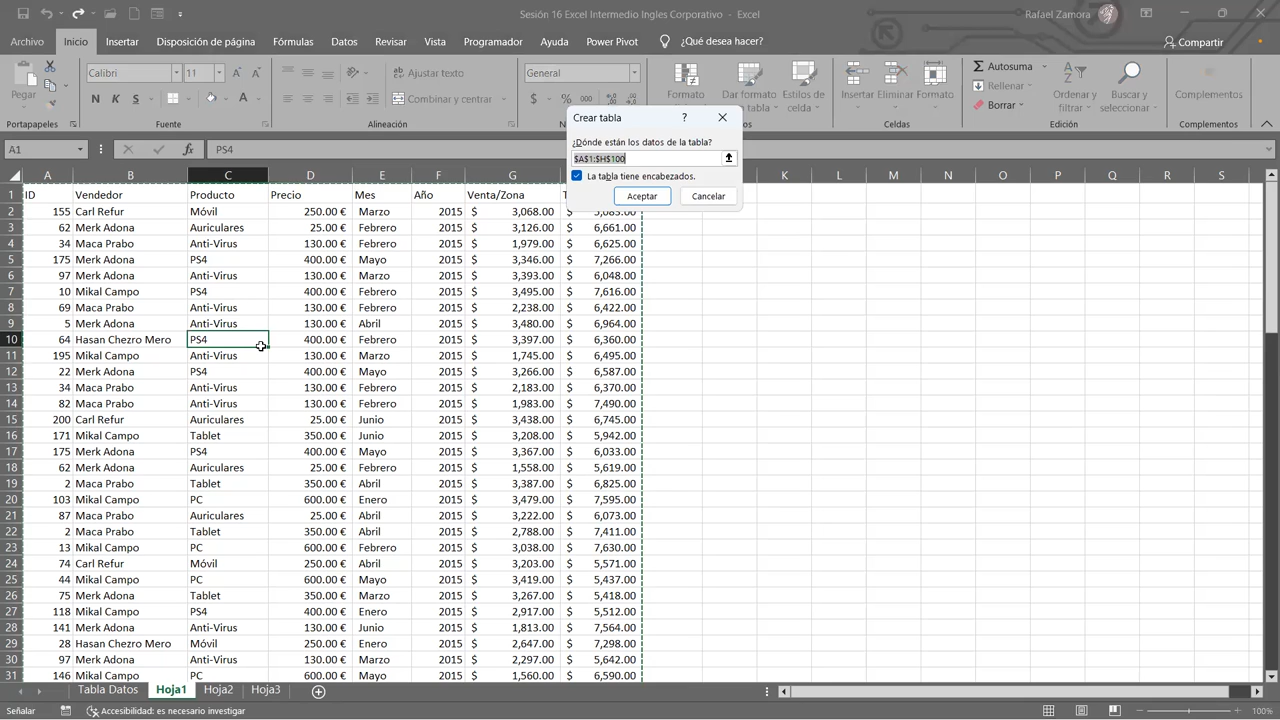 Sesión 16 Excel Intermedio Ingles Corporativo - Excel
Rafael Zamora
Archivo Inicio Insertar Disposición de página Fórmulas Datos Revisar Vista Programador Ayuda Power Pivot ¿Qué desea hacer? Compartir
Pegar
Calibri 11
N K S
Ajustar texto
Combinar y centrar
General
$ % 000
Formato
Dar formato
Estilos de
celda
Insertar Eliminar Formato
Autosuma
Rellenar
Borrar
Ordenar y
filtrar
Buscar y
seleccionar
Complementos
Portapapeles Fuente Alineación Celdas Edición Complementos
Crear tabla ?
¿Dónde están los datos de la tabla?
$A$1:$H$100
La tabla tiene encabezados.
Aceptar Cancelar
A1 fx PS4
A B C D E F G K L M N O P Q R S
1 ID Vendedor Producto Precio Mes Año Venta/Zona
2 155 Carl Refur Móvil 250.00 € Marzo 2015 $ 3,068.00 $ 5,083.00
3 62 Merk Adona Auriculares 25.00 € Febrero 2015 $ 3,126.00 $ 6,661.00
4 34 Maca Prabo Anti-Virus 130.00 € Febrero 2015 $ 1,979.00 $ 6,625.00
5 175 Merk Adona PS4 400.00 € Mayo 2015 $ 3,346.00 $ 7,266.00
6 97 Merk Adona Anti-Virus 130.00 € Marzo 2015 $ 3,393.00 $ 6,048.00
7 10 Mikal Campo PS4 400.00 € Febrero 2015 $ 3,495.00 $ 7,616.00
8 69 Maca Prabo Anti-Virus 130.00 € Febrero 2015 $ 2,238.00 $ 6,422.00
9 5 Merk Adona Anti-Virus 130.00 € Abril 2015 $ 3,480.00 $ 6,964.00
10 64 Hasan Chezro Mero PS4 400.00 € Febrero 2015 $ 3,397.00 $ 6,360.00
11 195 Mikal Campo Anti-Virus 130.00 € Marzo 2015 $ 1,745.00 $ 6,495.00
12 22 Merk Adona PS4 400.00 € Mayo 2015 $ 3,266.00 $ 6,587.00
13 34 Maca Prabo Anti-Virus 130.00 € Febrero 2015 $ 2,183.00 $ 6,370.00
14 82 Maca Prabo Anti-Virus 130.00 € Febrero 2015 $ 1,983.00 $ 7,490.00
15 200 Carl Refur Auriculares 25.00 € Junio 2015 $ 3,438.00 $ 6,745.00
16 171 Mikal Campo Tablet 350.00 € Junio 2015 $ 3,208.00 $ 5,942.00
17 175 Merk Adona PS4 400.00 € Mayo 2015 $ 3,367.00 $ 6,033.00
18 62 Merk Adona Auriculares 25.00 € Febrero 2015 $ 1,558.00 $ 5,619.00
19 2 Maca Prabo Tablet 350.00 € Abril 2015 $ 3,387.00 $ 6,825.00
20 103 Mikal Campo PC 600.00 € Enero 2015 $ 3,479.00 $ 7,595.00
21 87 Maca Prabo Auriculares 25.00 € Abril 2015 $ 3,222.00 $ 6,073.00
22 2 Maca Prabo Tablet 350.00 € Abril 2015 $ 2,788.00 $ 7,411.00
23 13 Mikal Campo PC 600.00 € Febrero 2015 $ 3,038.00 $ 7,630.00
24 74 Carl Refur Móvil 250.00 € Abril 2015 $ 3,203.00 $ 5,571.00
25 44 Mikal Campo PC 600.00 € Mayo 2015 $ 3,419.00 $ 5,437.00
26 75 Merk Adona Tablet 350.00 € Mayo 2015 $ 3,267.00 $ 5,418.00
27 118 Mikal Campo PS4 400.00 € Enero 2015 $ 2,917.00 $ 5,512.00
28 141 Merk Adona Anti-Virus 130.00 € Junio 2015 $ 1,813.00 $ 7,564.00
29 28 Hasan Chezro Mero Móvil 250.00 € Enero 2015 $ 2,647.00 $ 7,298.00
30 97 Merk Adona Anti-Virus 130.00 € Marzo 2015 $ 2,297.00 $ 5,642.00
31 146 Mikal Campo PC 600.00 € Mayo 2015 $ 1,560.00 $ 6,590.00
Tabla Datos Hoja1 Hoja2 Hoja3
Señalar Accesibilidad: es necesario investigar 100%